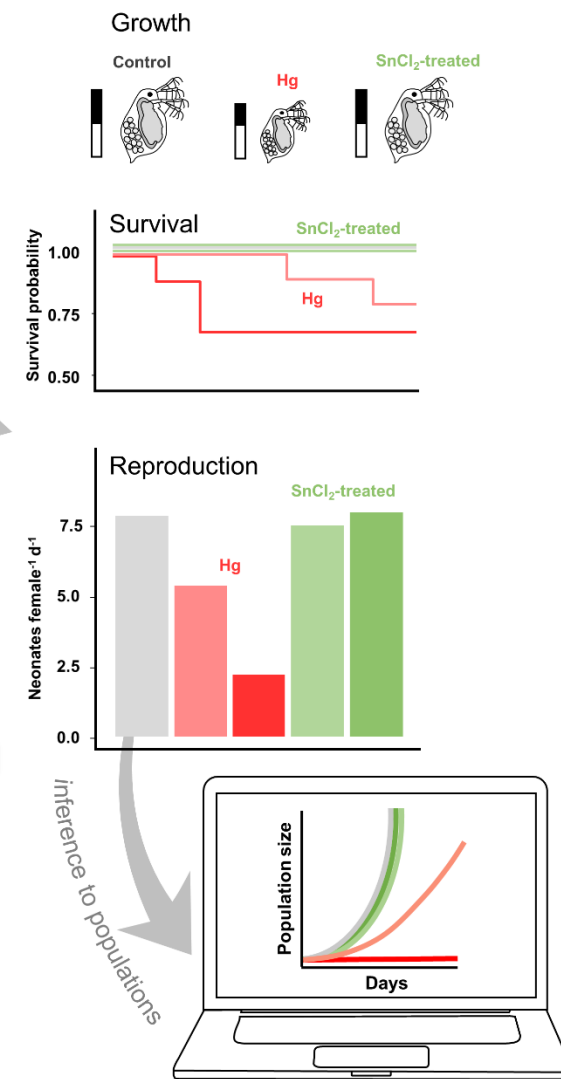 Growth
Control
Hg
SnCl₂-treated
Survival
SnCl₂-treated
Survival probability
1.00
0.75
0.50
Hg
Reproduction
SnCl₂-treated
Neonates female⁻¹ d⁻¹
7.5
5.0
2.5
0.0
Hg
inference to populations
Population size
Days